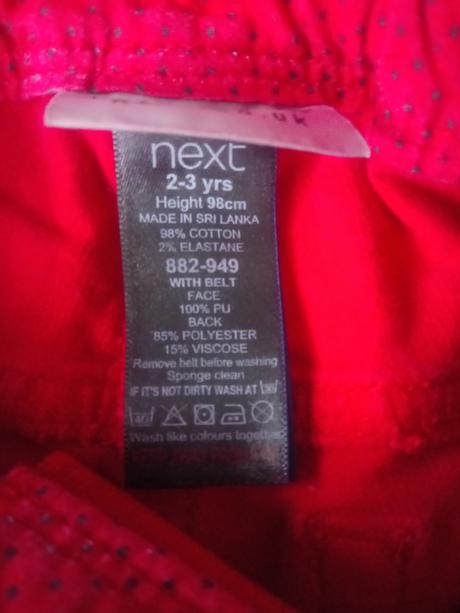 next
2-3 yrs
Height 98cm
MADE IN SRI LANKA
98% COTTON
2% ELASTANE
882-949
WITH BELT
FACE
100% PU
BACK
85% POLYESTER
15% VISCOSE
Remove belt before washing
Sponge clean
IF IT'S NOT DIRTY WASH AT 30
40
Wash like colours together